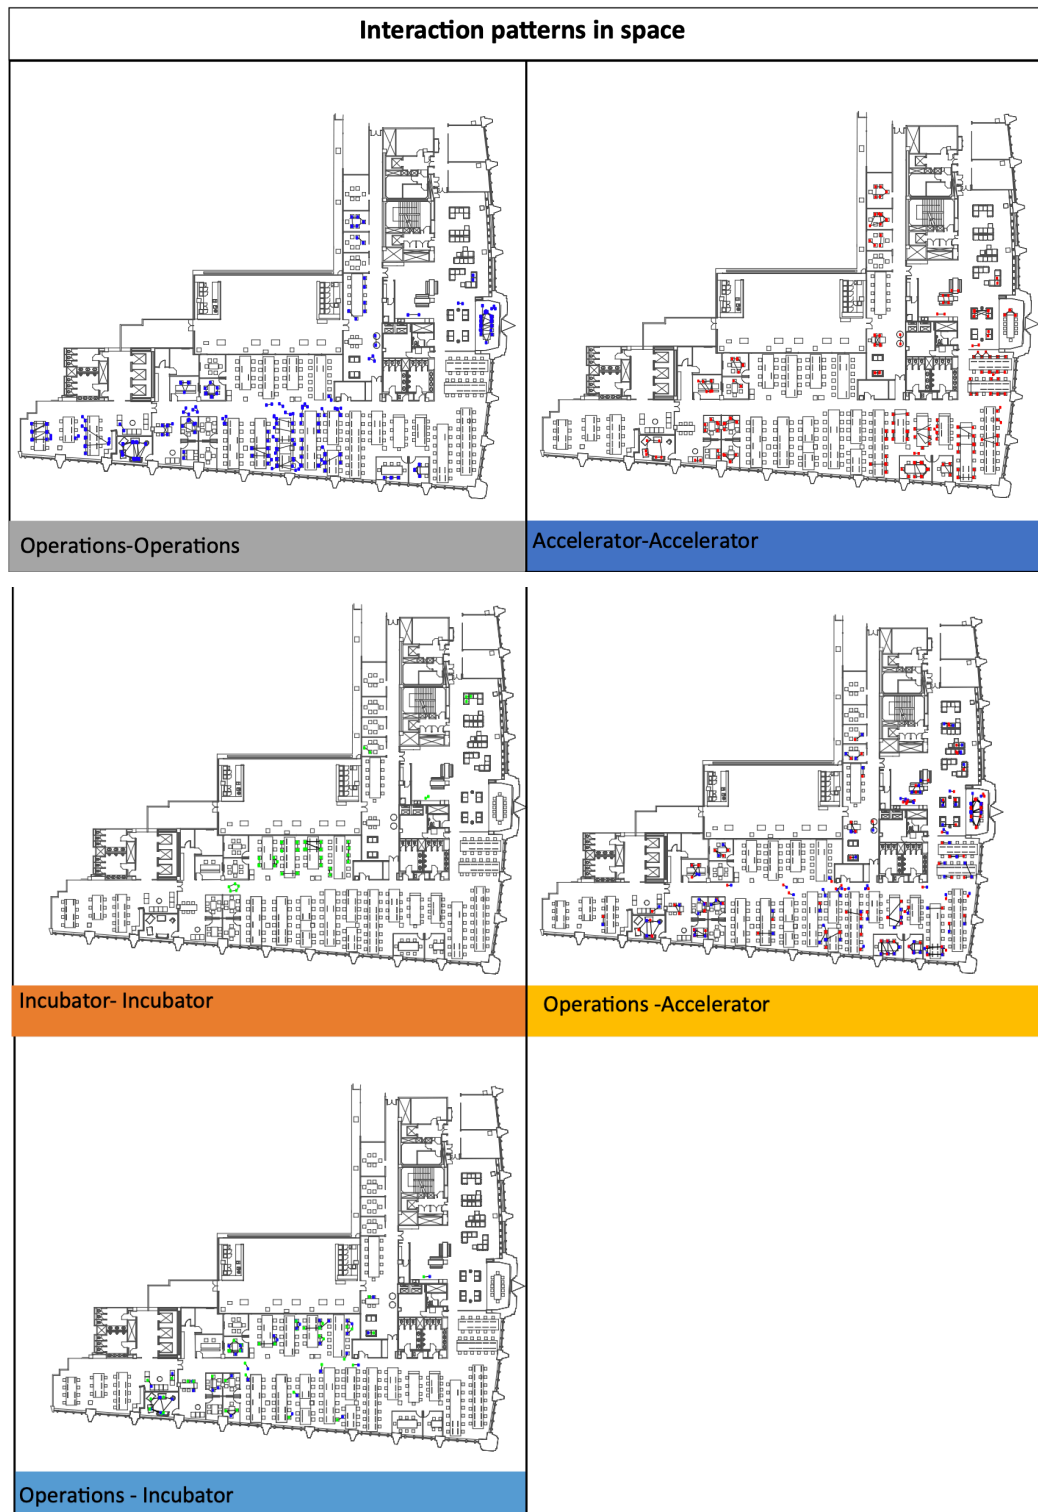 Interaction patterns in space
Operations-Operations
Accelerator-Accelerator
Incubator- Incubator
Operations -Accelerator
Operations - Incubator